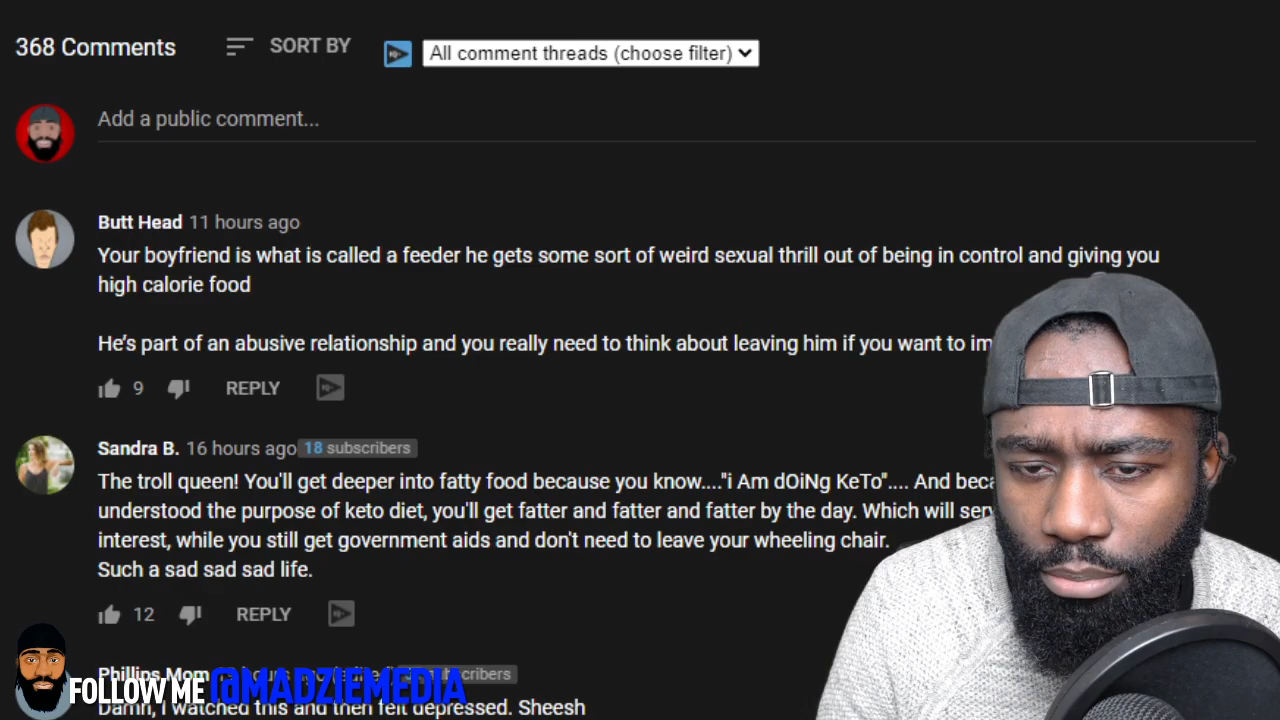 368 Comments
SORT BY
All comment threads (choose filter)
Add a public comment...
Butt Head 11 hours ago
Your boyfriend is what is called a feeder he gets some sort of weird sexual thrill out of being in control and giving you
high calorie food
He's part of an abusive relationship and you really need to think about leaving him if you want to im
9 REPLY
Sandra B. 16 hours ago 18 subscribers
The troll queen! You'll get deeper into fatty food because you know...."i Am dOiNg KeTo".... And beca
understood the purpose of keto diet, you'll get fatter and fatter and fatter by the day. Which will ser
interest, while you still get government aids and don't need to leave your wheeling chair.
Such a sad sad sad life.
12 REPLY
Phillips Mom hours ago subscribers
FOLLOW ME @MADZIEMEDIA
Damn, I watched this and then felt depressed. Sheesh